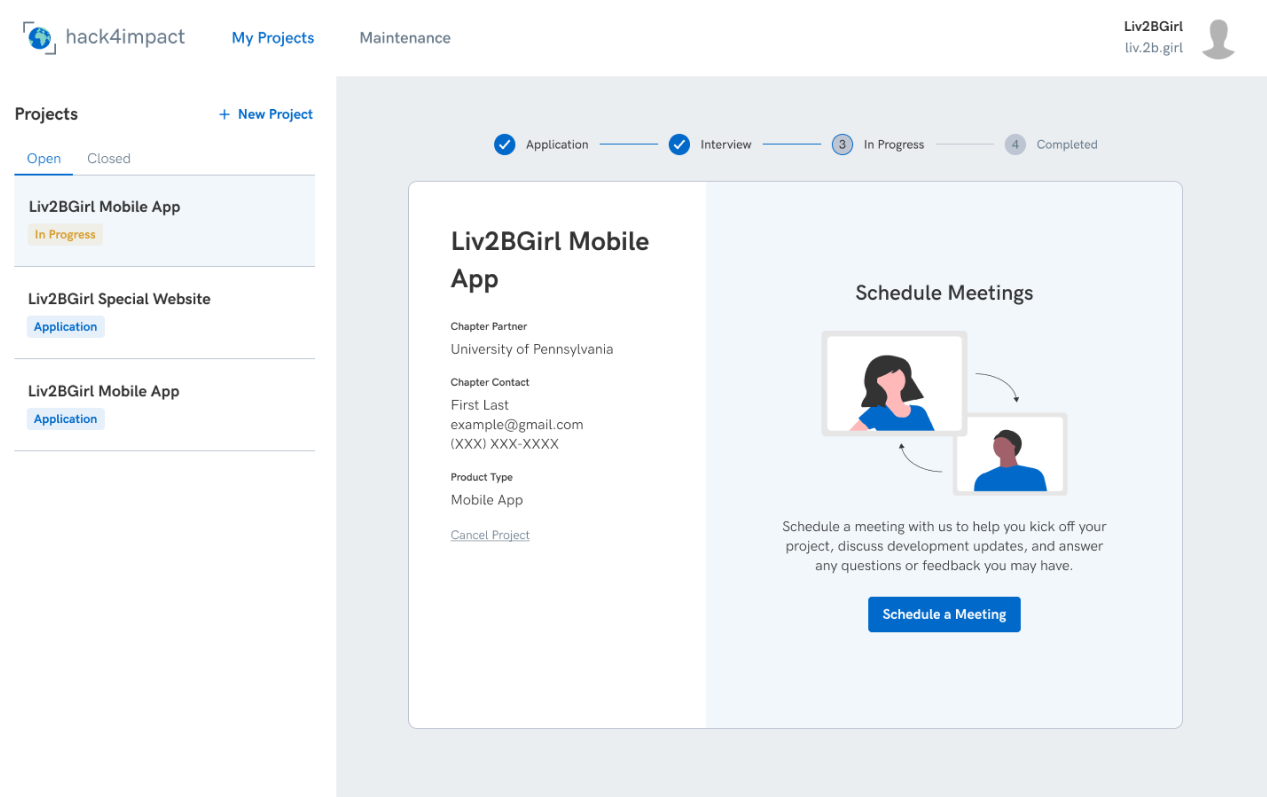 hack4impact
My Projects
Maintenance
Liv2BGirl
liv.2b.girl
Projects
+ New Project
Open
Closed
Liv2BGirl Mobile App
In Progress
Liv2BGirl Special Website
Application
Liv2BGirl Mobile App
Application
Application
Interview
3
In Progress
4
Completed
Liv2BGirl Mobile
App
Chapter Partner
University of Pennsylvania
Chapter Contact
First Last
example@gmail.com
(XXX) XXX-XXXX
Product Type
Mobile App
Cancel Project
Schedule Meetings
Schedule a meeting with us to help you kick off your
project, discuss development updates, and answer
any questions or feedback you may have.
Schedule a Meeting